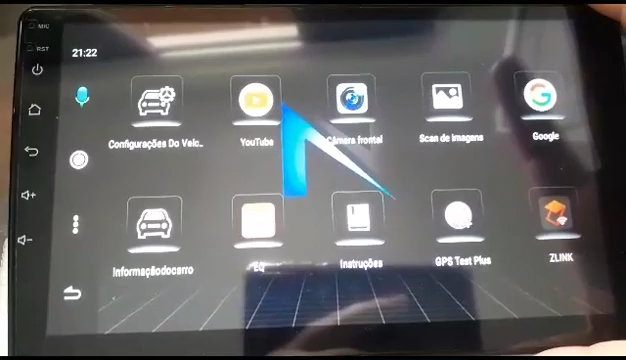 MIC
RST
21:22
Configurações Do Veíc..
YouTube
Câmera frontal
Scan de imagens
Google
Informaçãodocarro
EQ
Instruções
GPS Test Plus
ZLINK